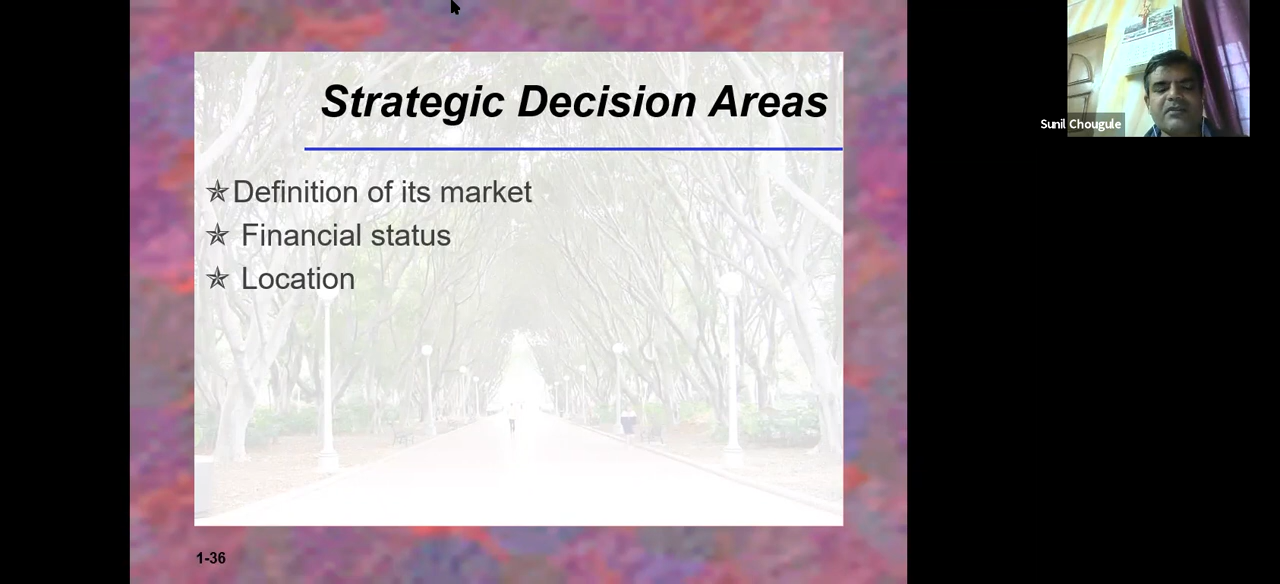 Strategic Decision Areas
✯Definition of its market
✯ Financial status
✯ Location
1-36
Sunil Chougule